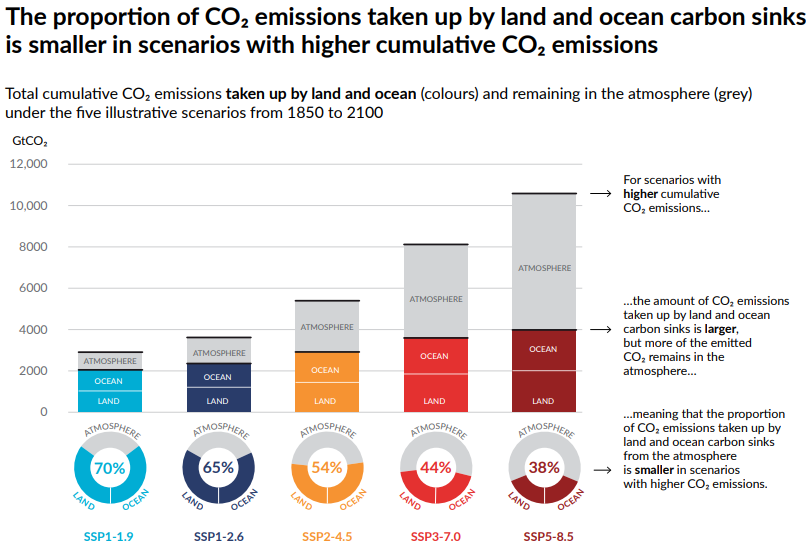 The proportion of CO₂ emissions taken up by land and ocean carbon sinks
is smaller in scenarios with higher cumulative CO₂ emissions
Total cumulative CO₂ emissions taken up by land and ocean (colours) and remaining in the atmosphere (grey)
under the five illustrative scenarios from 1850 to 2100
GtCO₂
12,000
10,000
8000
6000
4000
2000
0
ATMOSPHERE
OCEAN
LAND
ATMOSPHERE
OCEAN
LAND
ATMOSPHERE
OCEAN
LAND
ATMOSPHERE
OCEAN
LAND
ATMOSPHERE
OCEAN
LAND
For scenarios with
higher cumulative
CO₂ emissions…
…the amount of CO₂ emissions
taken up by land and ocean
carbon sinks is larger,
but more of the emitted
CO₂ remains in the
atmosphere…
…meaning that the proportion
of CO₂ emissions taken up by
land and ocean carbon sinks
from the atmosphere
is smaller in scenarios
with higher CO₂ emissions.
ATMOSPHERE
70%
LAND
OCEAN
SSP1-1.9
ATMOSPHERE
65%
LAND
OCEAN
SSP1-2.6
ATMOSPHERE
54%
LAND
OCEAN
SSP2-4.5
ATMOSPHERE
44%
LAND
OCEAN
SSP3-7.0
ATMOSPHERE
38%
LAND
OCEAN
SSP5-8.5